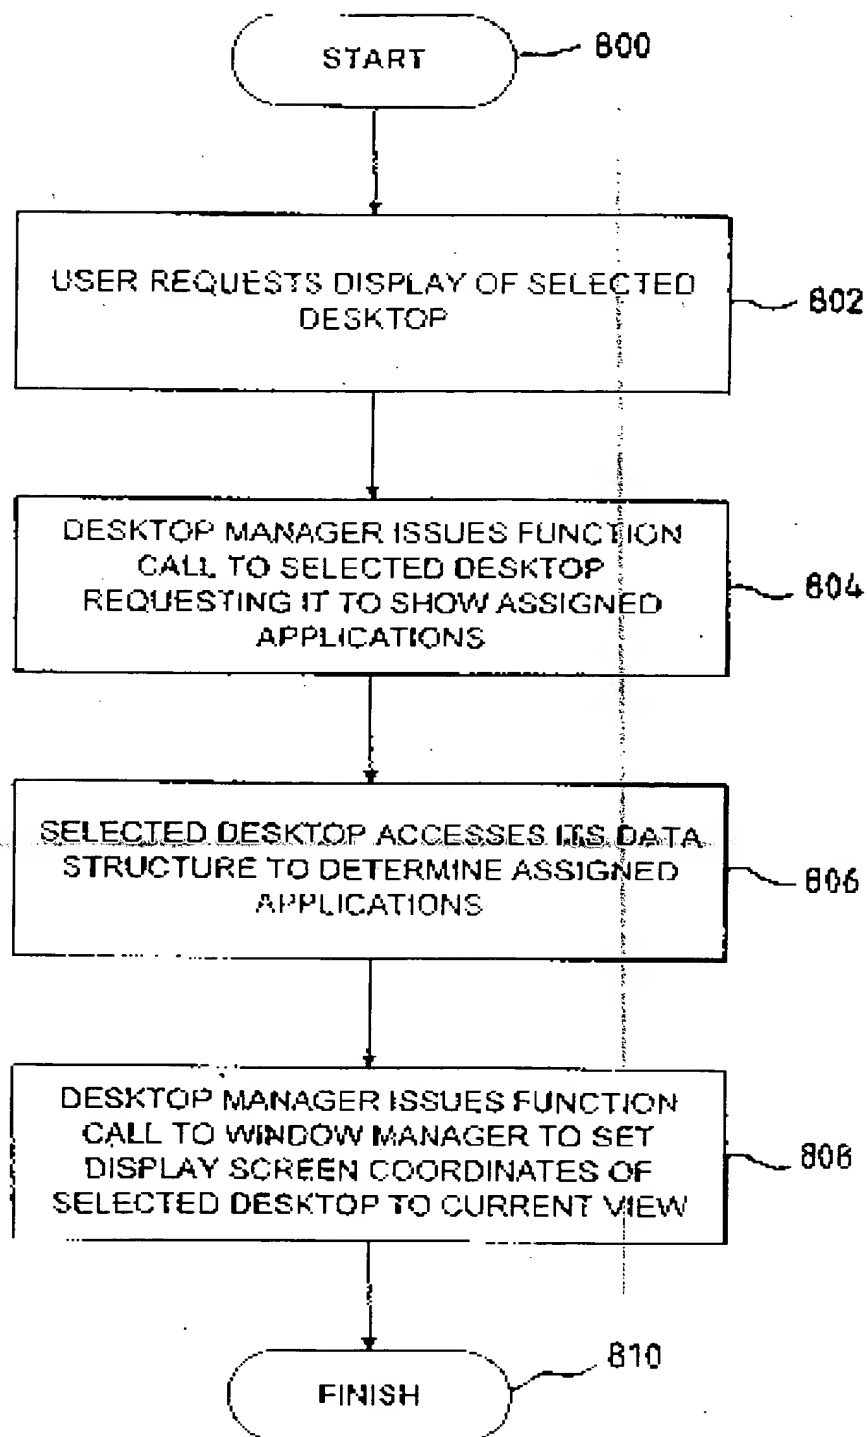 START
800
USER REQUESTS DISPLAY OF SELECTED
DESKTOP
802
DESKTOP MANAGER ISSUES FUNCTION
CALL TO SELECTED DESKTOP
REQUESTING IT TO SHOW ASSIGNED
APPLICATIONS
804
SELECTED DESKTOP ACCESSES ITS DATA
STRUCTURE TO DETERMINE ASSIGNED
APPLICATIONS
806
DESKTOP MANAGER ISSUES FUNCTION
CALL TO WINDOW MANAGER TO SET
DISPLAY SCREEN COORDINATES OF
SELECTED DESKTOP TO CURRENT VIEW
808
FINISH
810